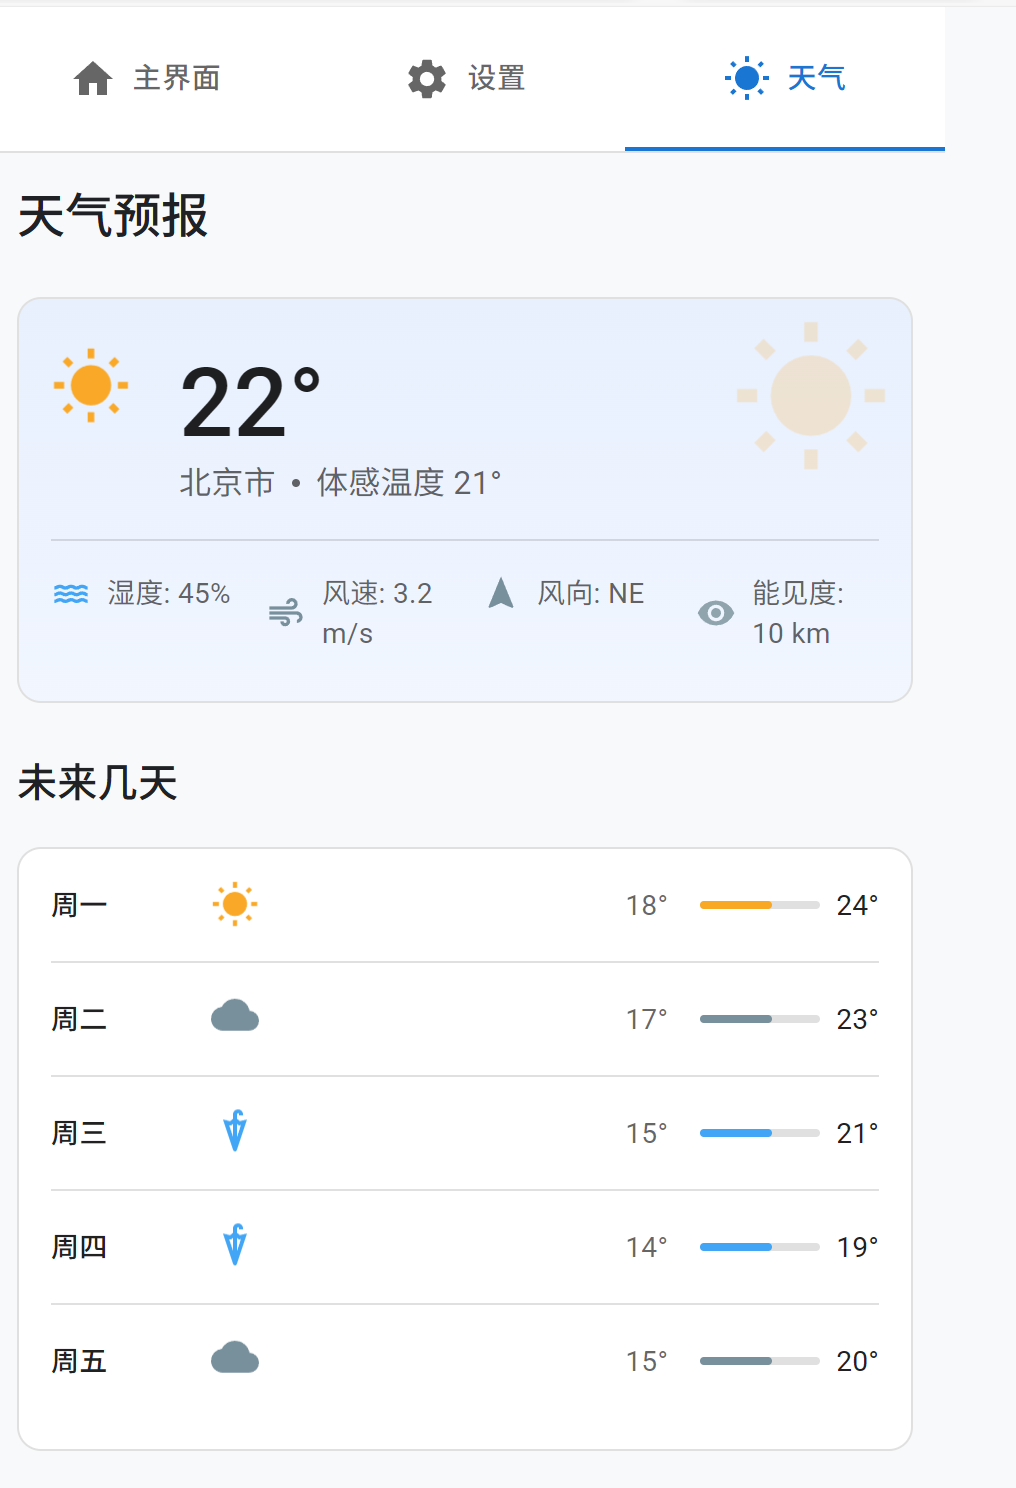 主界面 设置 天气
天气预报
22°
北京市 • 体感温度 21°
湿度: 45%
风速: 3.2
m/s
风向: NE
能见度:
10 km
未来几天
周一 18° 24°
周二 17° 23°
周三 15° 21°
周四 14° 19°
周五 15° 20°